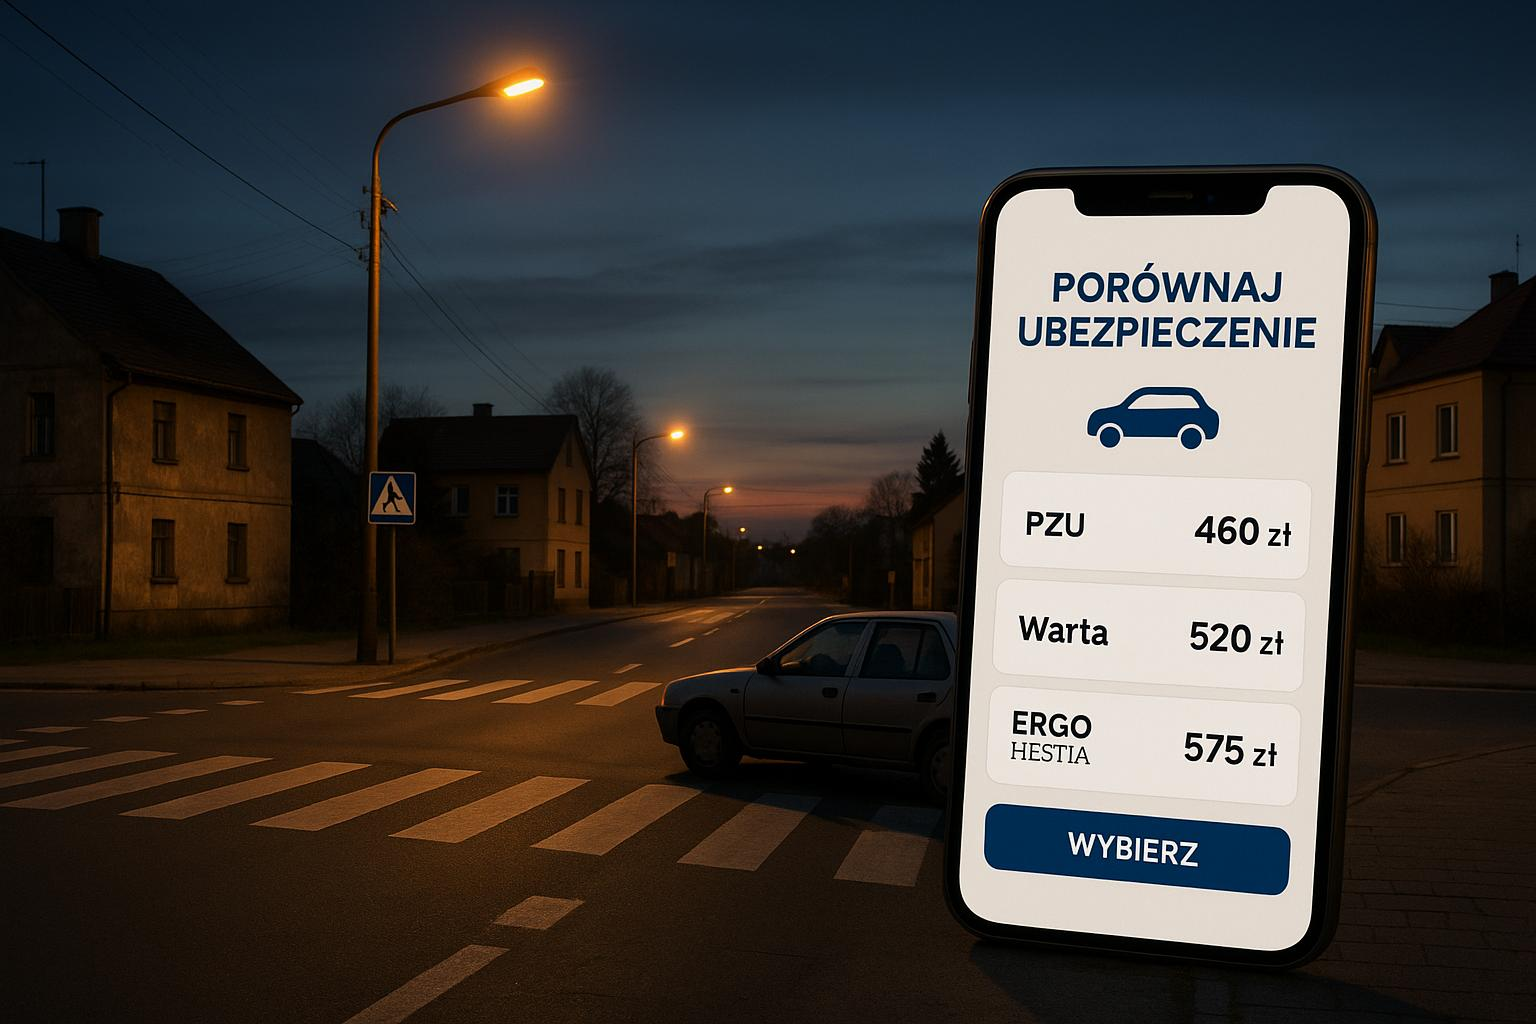 PORÓWNAJ
UBEZPIECZENIE
PZU 460 zł
Warta 520 zł
ERGO
HESTIA 575 zł
WYBIERZ